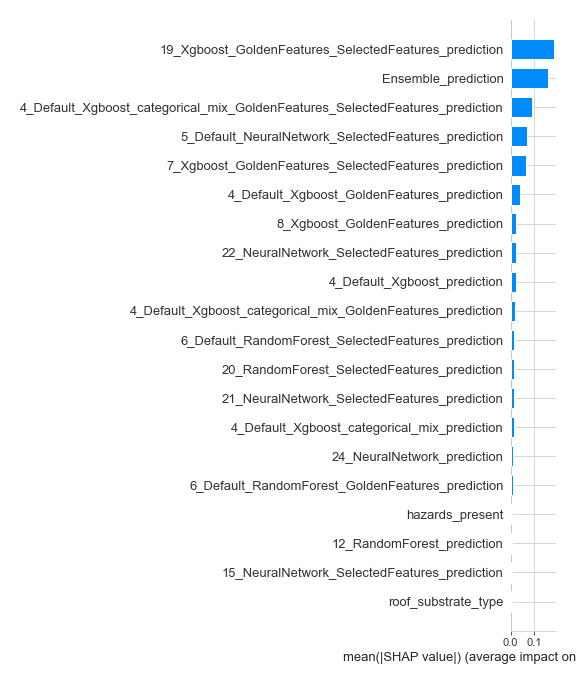 19_Xgboost_GoldenFeatures_SelectedFeatures_prediction
Ensemble_prediction
4_Default_Xgboost_categorical_mix_GoldenFeatures_SelectedFeatures_prediction
5_Default_NeuralNetwork_SelectedFeatures_prediction
7_Xgboost_GoldenFeatures_SelectedFeatures_prediction
4_Default_Xgboost_GoldenFeatures_prediction
8_Xgboost_GoldenFeatures_prediction
22_NeuralNetwork_SelectedFeatures_prediction
4_Default_Xgboost_prediction
4_Default_Xgboost_categorical_mix_GoldenFeatures_prediction
6_Default_RandomForest_SelectedFeatures_prediction
20_RandomForest_SelectedFeatures_prediction
21_NeuralNetwork_SelectedFeatures_prediction
4_Default_Xgboost_categorical_mix_prediction
24_NeuralNetwork_prediction
6_Default_RandomForest_GoldenFeatures_prediction
hazards_present
12_RandomForest_prediction
15_NeuralNetwork_SelectedFeatures_prediction
roof_substrate_type
0.0 0.1
mean(|SHAP value|) (average impact on